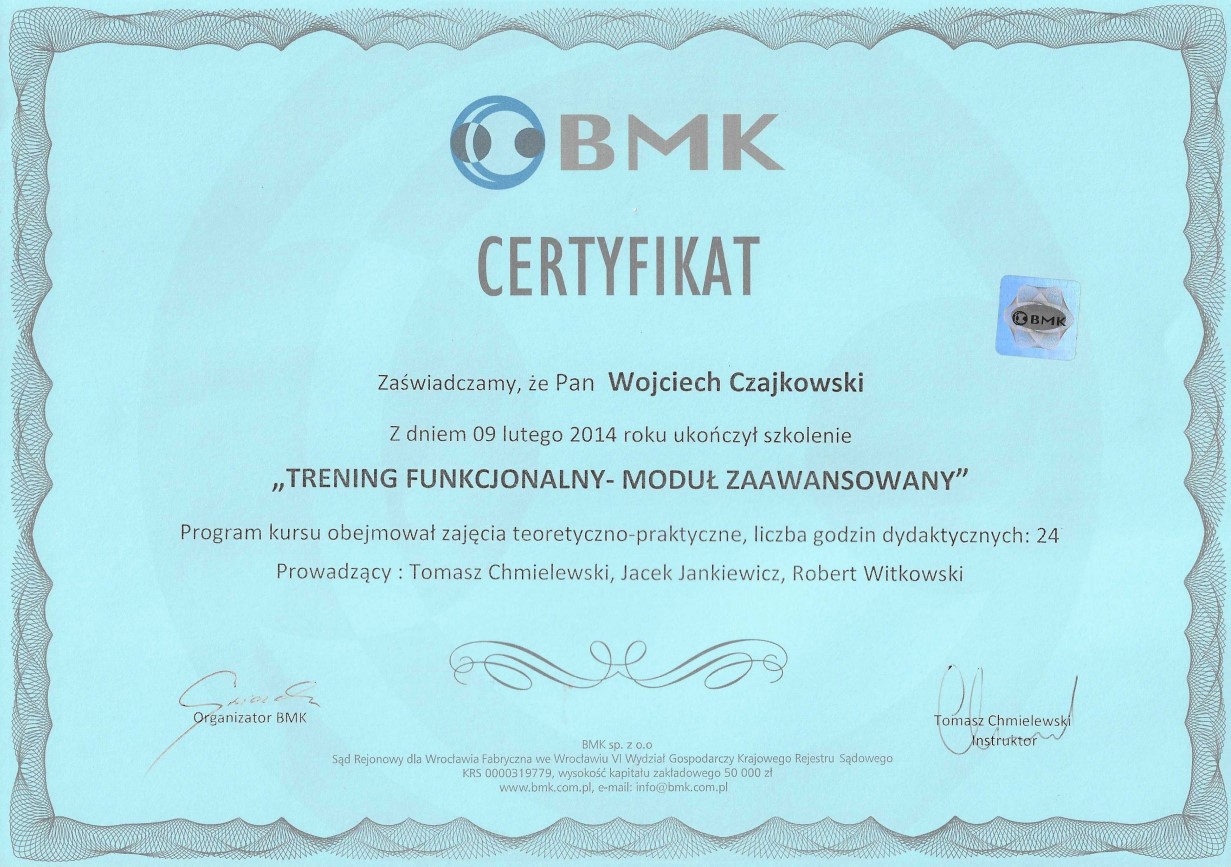 BMK
CERTYFIKAT
BMK
Zaświadczamy, że Pan Wojciech Czajkowski
Z dniem 09 lutego 2014 roku ukończył szkolenie
„TRENING FUNKCJONALNY- MODUŁ ZAAWANSOWANY”
Program kursu obejmował zajęcia teoretyczno-praktyczne, liczba godzin dydaktycznych: 24
Prowadzący : Tomasz Chmielewski, Jacek Jankiewicz, Robert Witkowski
Organizator BMK
Tomasz Chmielewski
Instruktor
BMK sp. z o.o
Sąd Rejonowy dla Wrocławia Fabryczna we Wrocławiu VI Wydział Gospodarczy Krajowego Rejestru Sądowego
KRS 0000319779, wysokość kapitału zakładowego 50 000 zł
www.bmk.com.pl, e-mail: info@bmk.com.pl